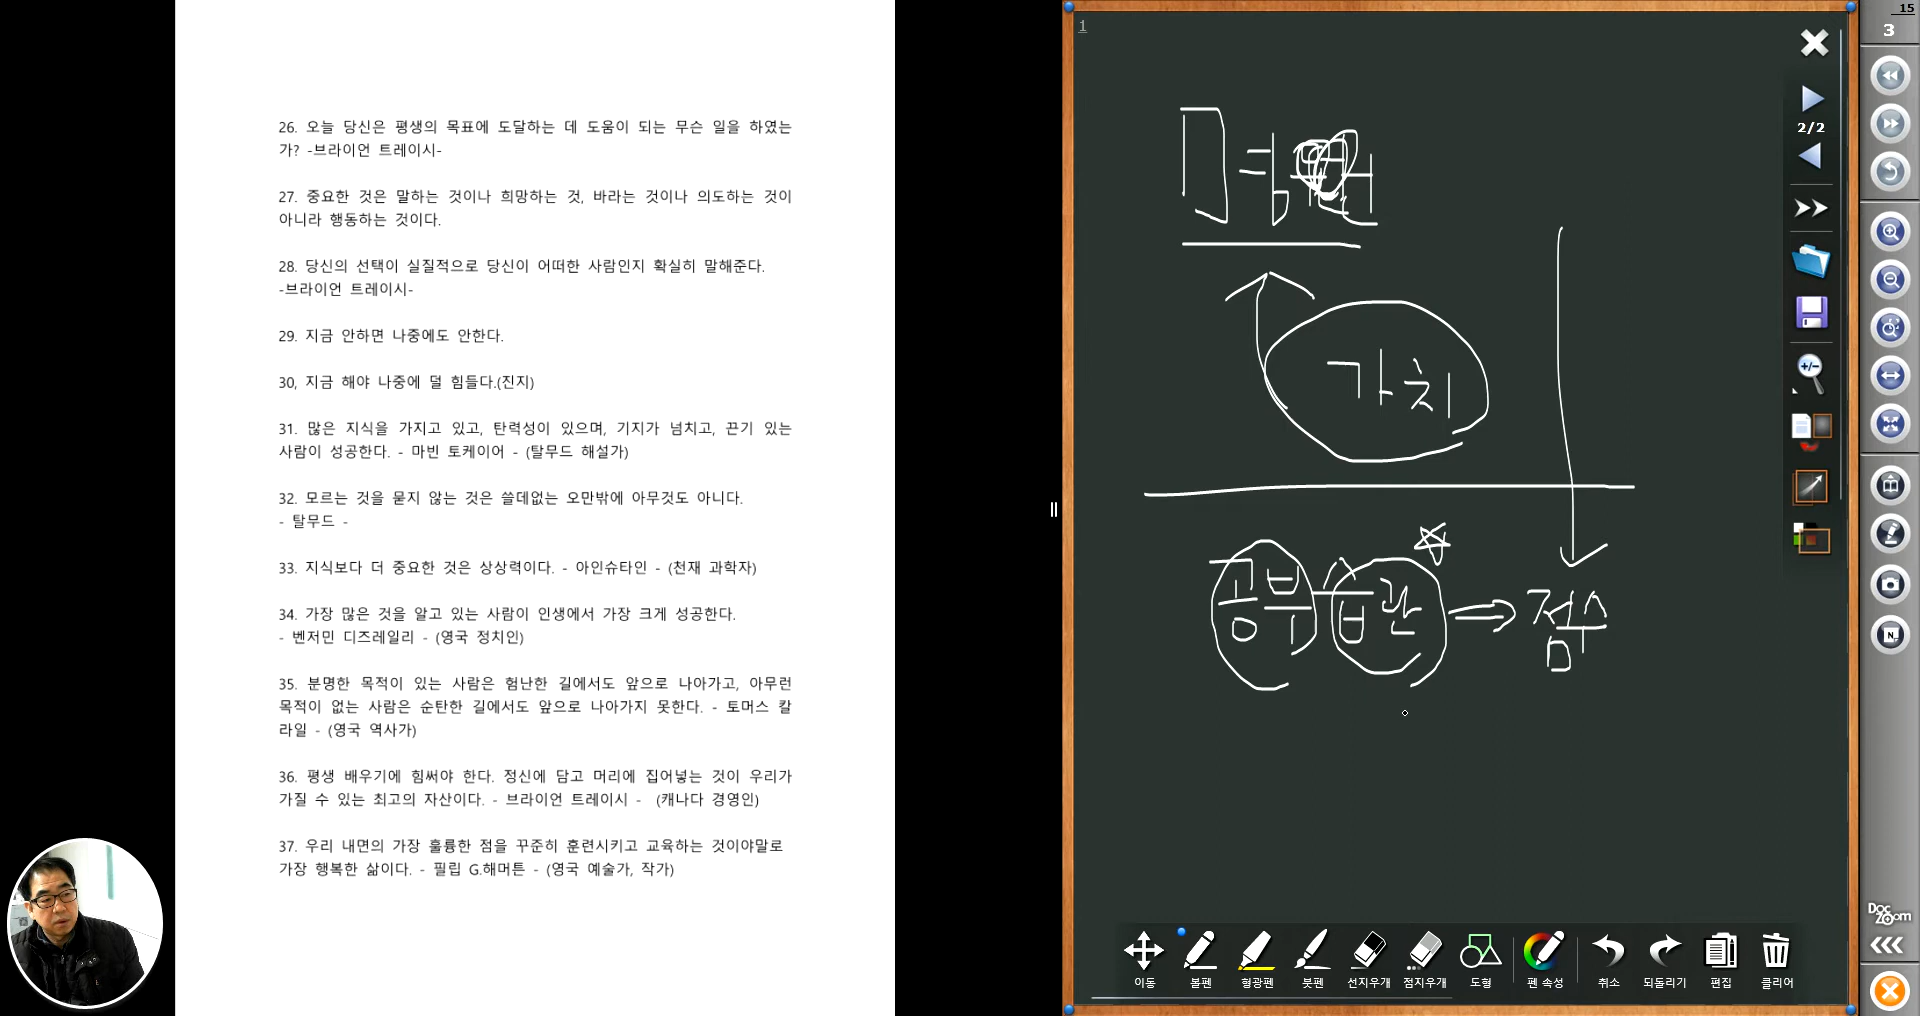 26. 오늘 당신은 평생의 목표에 도달하는 데 도움이 되는 무슨 일을 하였는
가? -브라이언 트레이시-
27. 중요한 것은 말하는 것이나 희망하는 것, 바라는 것이나 의도하는 것이
아니라 행동하는 것이다.
28. 당신의 선택이 실질적으로 당신이 어떠한 사람인지 확실히 말해준다.
-브라이언 트레이시-
29. 지금 안하면 나중에도 안한다.
30, 지금 해야 나중에 덜 힘들다.(진지)
31. 많은 지식을 가지고 있고, 탄력성이 있으며, 기지가 넘치고, 끈기 있는
사람이 성공한다. - 마빈 토케이어 - (탈무드 해설가)
32. 모르는 것을 묻지 않는 것은 쓸데없는 오만밖에 아무것도 아니다.
- 탈무드 -
33. 지식보다 더 중요한 것은 상상력이다. - 아인슈타인 - (천재 과학자)
34. 가장 많은 것을 알고 있는 사람이 인생에서 가장 크게 성공한다.
- 벤저민 디즈레일리 - (영국 정치인)
35. 분명한 목적이 있는 사람은 험난한 길에서도 앞으로 나아가고, 아무런
목적이 없는 사람은 순탄한 길에서도 앞으로 나아가지 못한다. - 토머스 칼
라일 - (영국 역사가)
36. 평생 배우기에 힘써야 한다. 정신에 담고 머리에 집어넣는 것이 우리가
가질 수 있는 최고의 자산이다. - 브라이언 트레이시 - (캐나다 경영인)
37. 우리 내면의 가장 훌륭한 점을 꾸준히 훈련시키고 교육하는 것이야말로
가장 행복한 삶이다. - 필립 G.해머튼 - (영국 예술가, 작가)
1
가치
공부습관 ⇒ 점수
2/2
15
3
N
Doc Zoom
이동 볼펜 형광펜 붓펜 선지우개 점지우개 도형 펜 속성 취소 되돌리기 편집 클리어